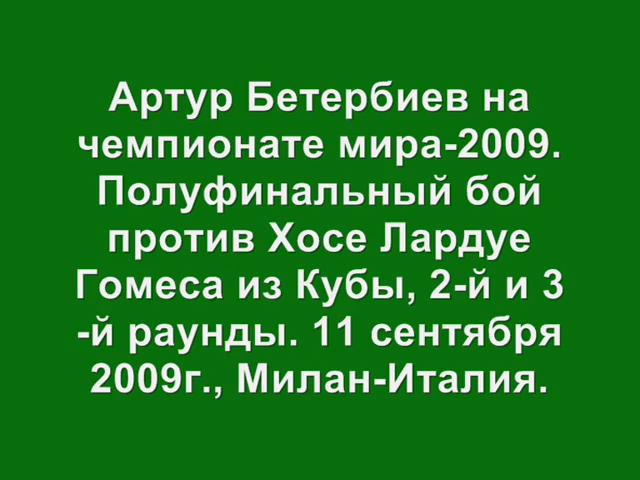 Артур Бетербиев на
чемпионате мира-2009.
Полуфинальный бой
против Хосе Лардуе
Гомеса из Кубы, 2-й и 3
-й раунды. 11 сентября
2009г., Милан-Италия.